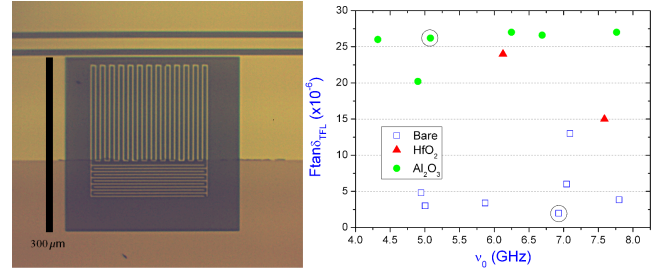 300 μm
30
25
20
15
10
5
0
Ftanδ_TFL (x10⁻⁶)
Bare
HfO₂
Al₂O₃
4.0 4.5 5.0 5.5 6.0 6.5 7.0 7.5 8.0
ν₀ (GHz)